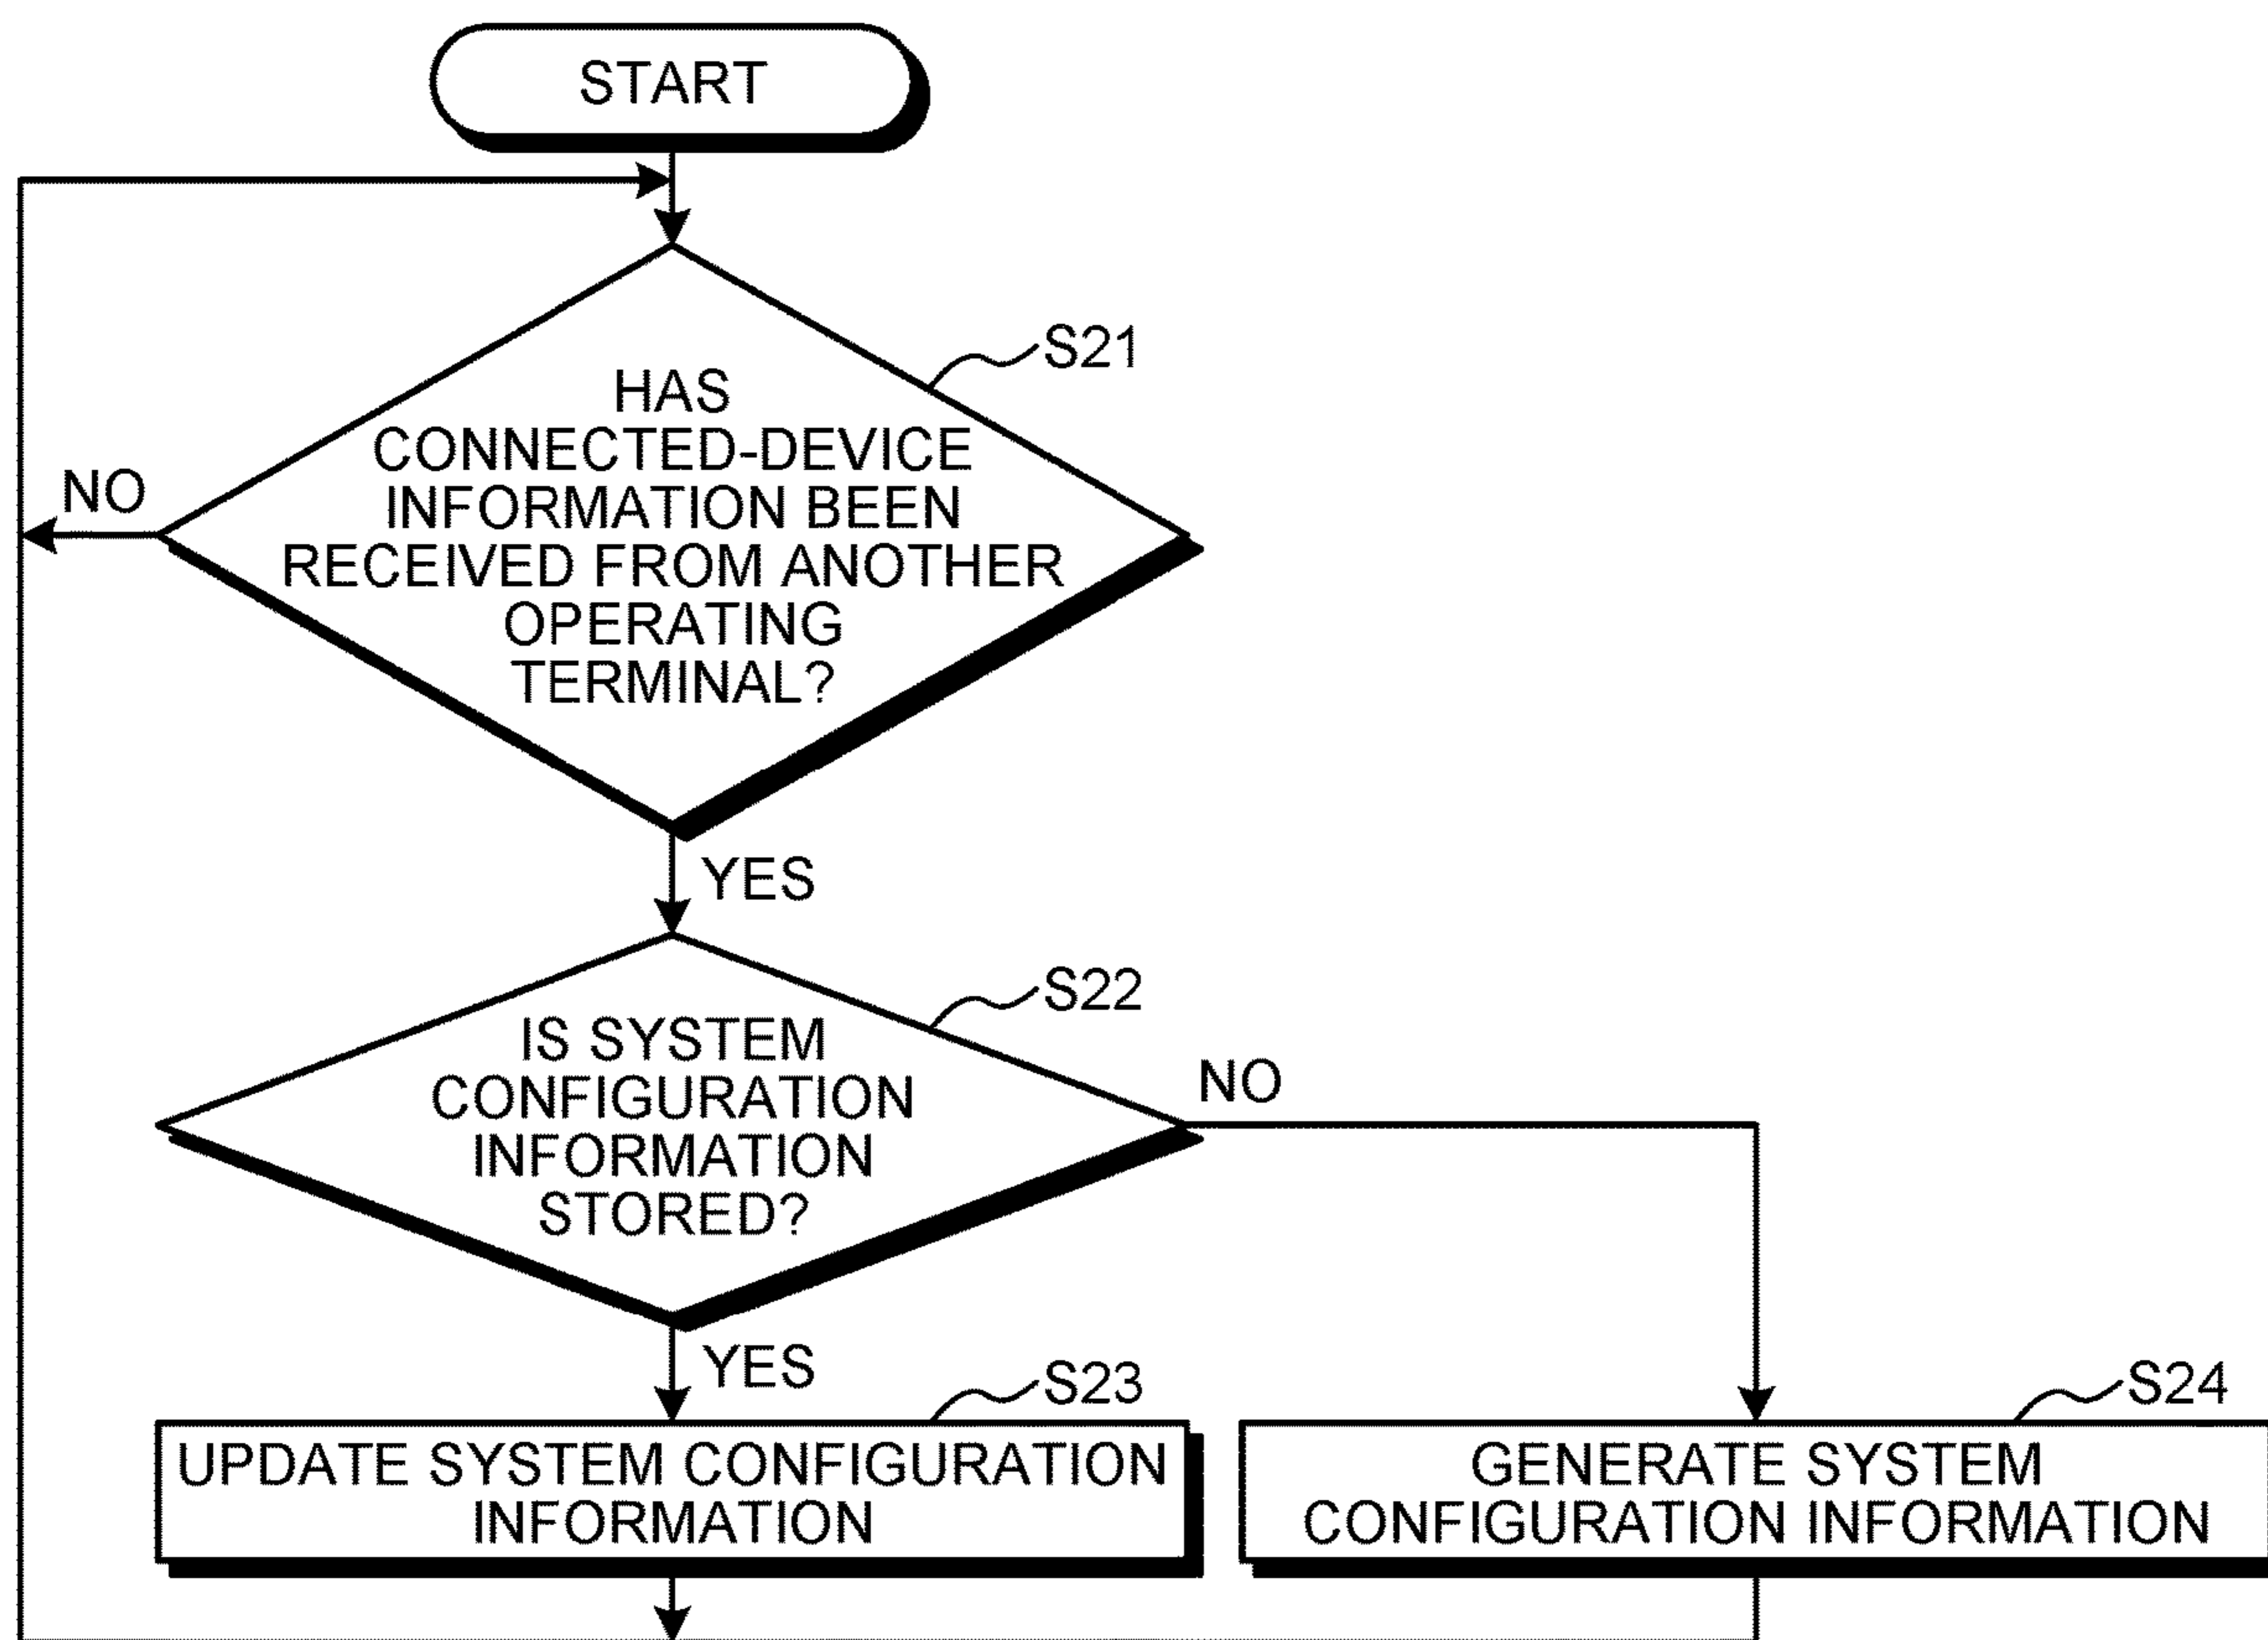 START
S21
HAS
CONNECTED-DEVICE
INFORMATION BEEN
RECEIVED FROM ANOTHER
OPERATING
TERMINAL?
NO
YES
S22
IS SYSTEM
CONFIGURATION
INFORMATION
STORED?
NO
YES
S23
UPDATE SYSTEM CONFIGURATION
INFORMATION
S24
GENERATE SYSTEM
CONFIGURATION INFORMATION